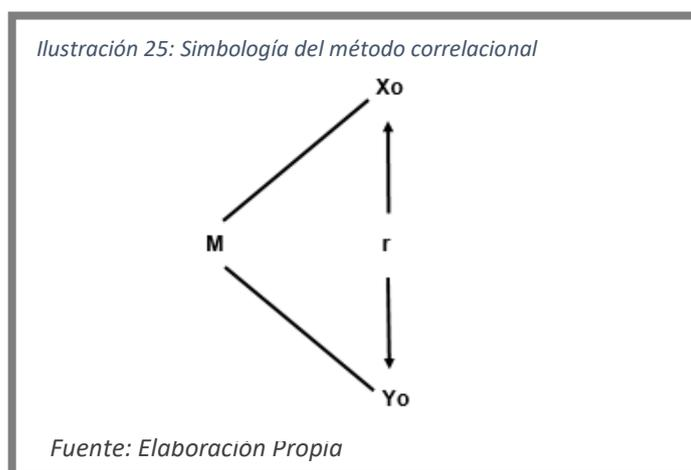 Ilustración 25: Simbología del método correlacional
Xo
M r
Yo
Fuente: Elaboración Propia